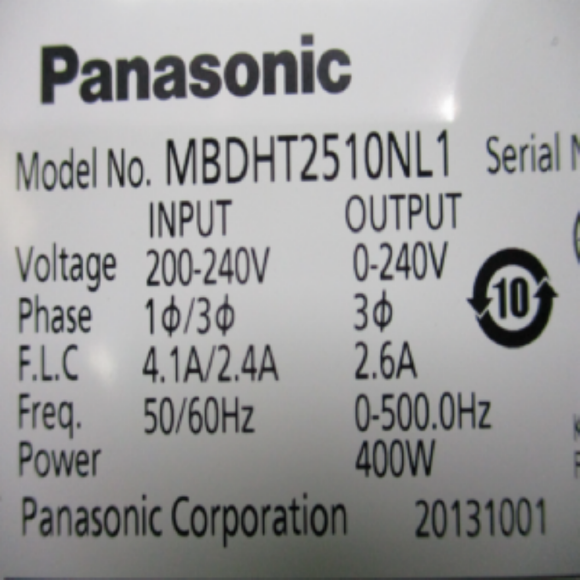 Panasonic
Model No. MBDHT2510NL1 Serial
INPUT OUTPUT
Voltage 200-240V 0-240V
Phase 1ϕ/3ϕ 3ϕ
10
F.L.C 4.1A/2.4A 2.6A
Freq. 50/60Hz 0-500.0Hz
Power 400W
Panasonic Corporation 20131001